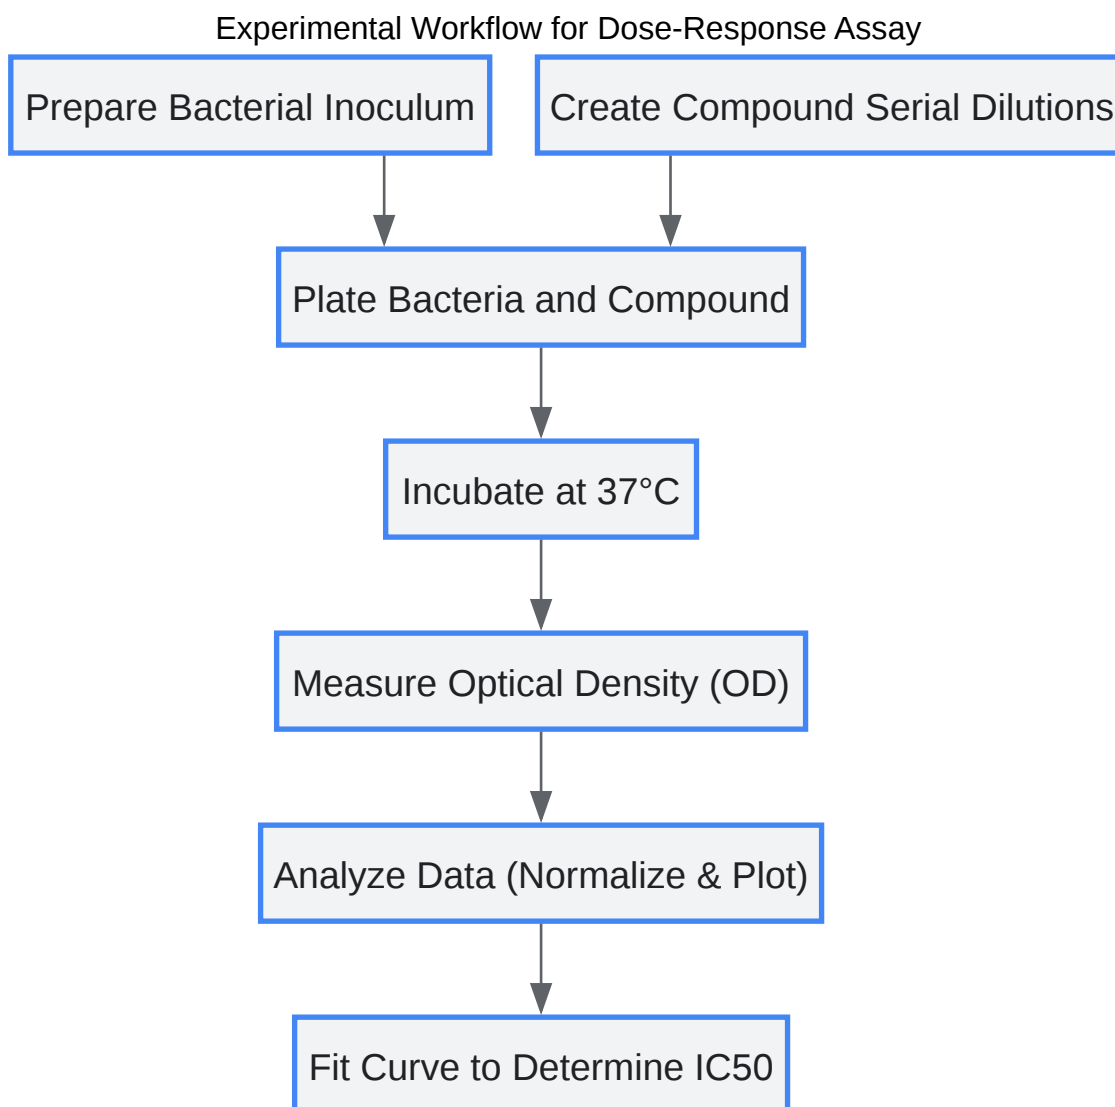 Experimental Workflow for Dose-Response Assay
Prepare Bacterial Inoculum
Create Compound Serial Dilutions
Plate Bacteria and Compound
Incubate at 37°C
Measure Optical Density (OD)
Analyze Data (Normalize & Plot)
Fit Curve to Determine IC50